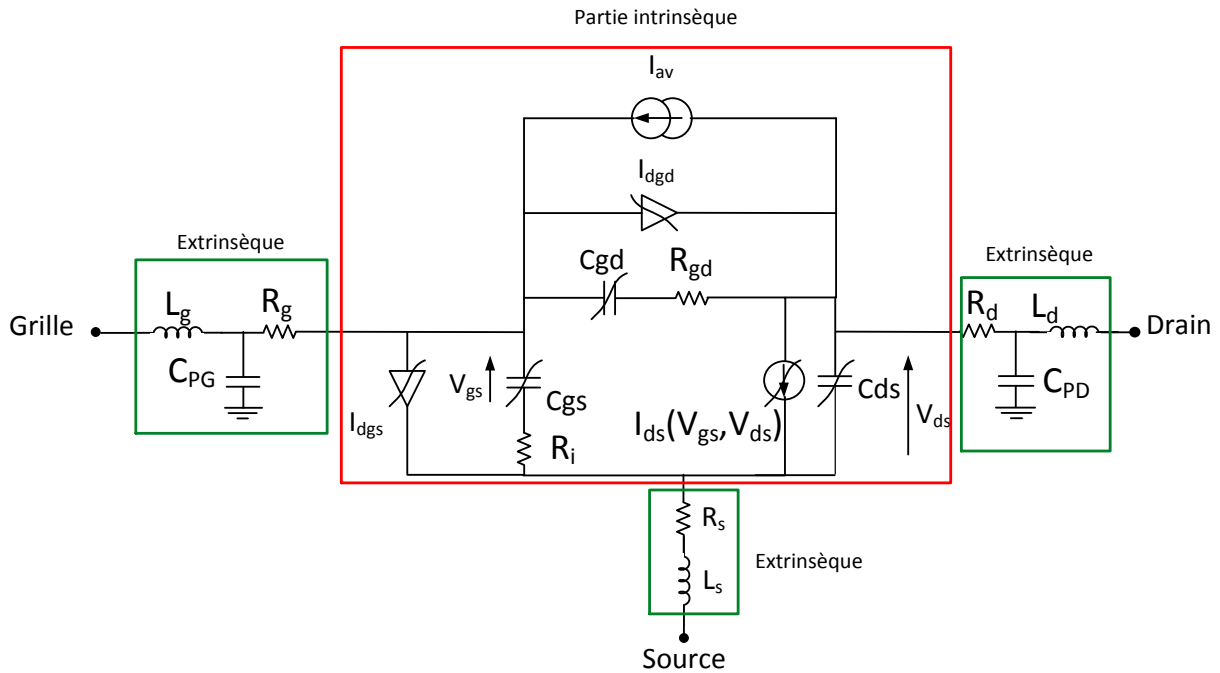 Partie intrinsèque
Iav
Idgd
Extrinsèque
Extrinsèque
Cgd
Rgd
Lg
Rg
Rd
Ld
Grille
Drain
CPG
Vgs
Cgs
Cds
CPD
Idgs
Ids(Vgs,Vds)
Vds
Ri
Rs
Extrinsèque
Ls
Source